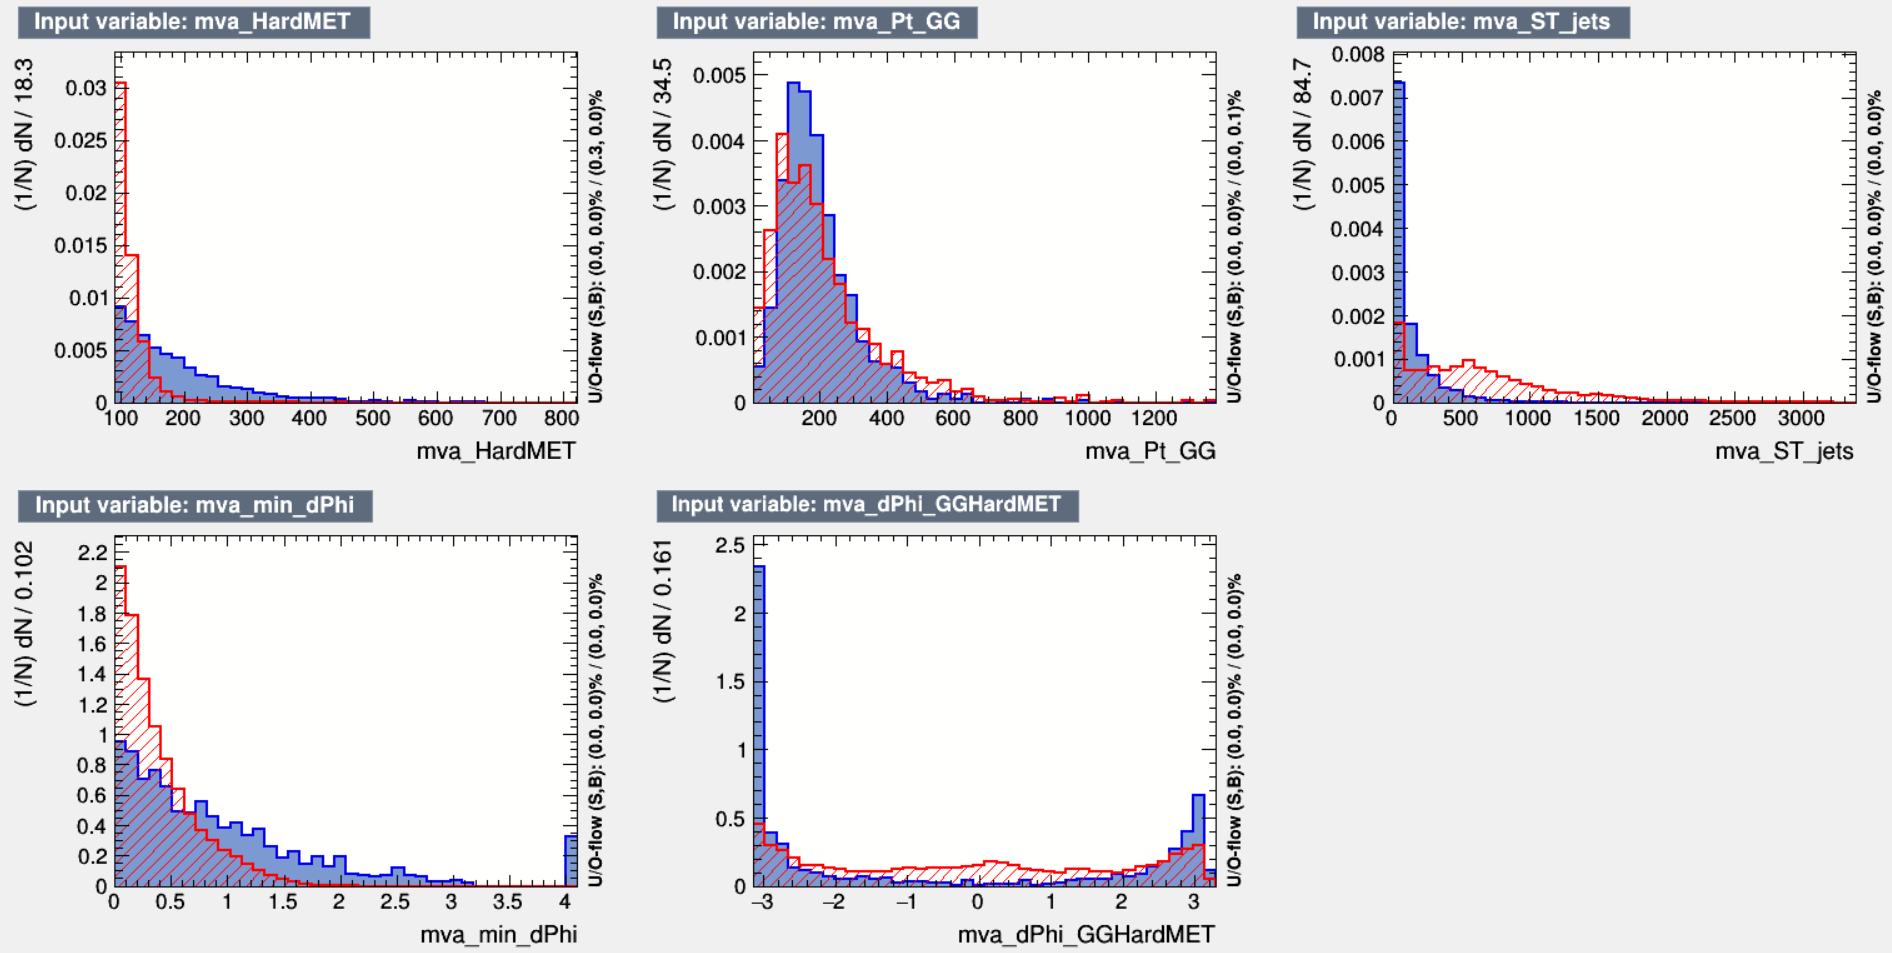 Input variable: mva_HardMET
(1/N) dN / 18.3
0.03
0.025
0.02
0.015
0.01
0.005
0
100 200 300 400 500 600 700 800
mva_HardMET
U/O-flow (S,B): (0.0, 0.0)% / (0.3, 0.0)%
Input variable: mva_Pt_GG
(1/N) dN / 34.5
0.005
0.004
0.003
0.002
0.001
0
200 400 600 800 1000 1200
mva_Pt_GG
U/O-flow (S,B): (0.0, 0.0)% / (0.0, 0.1)%
Input variable: mva_ST_jets
(1/N) dN / 84.7
0.008
0.007
0.006
0.005
0.004
0.003
0.002
0.001
0
0 500 1000 1500 2000 2500 3000
mva_ST_jets
U/O-flow (S,B): (0.0, 0.0)% / (0.0, 0.0)%
Input variable: mva_min_dPhi
(1/N) dN / 0.102
2.2
2
1.8
1.6
1.4
1.2
1
0.8
0.6
0.4
0.2
0
0 0.5 1 1.5 2 2.5 3 3.5 4
mva_min_dPhi
U/O-flow (S,B): (0.0, 0.0)% / (0.0, 0.0)%
Input variable: mva_dPhi_GGHardMET
(1/N) dN / 0.161
2.5
2
1.5
1
0.5
0
−3 −2 −1 0 1 2 3
mva_dPhi_GGHardMET
U/O-flow (S,B): (0.0, 0.0)% / (0.0, 0.0)%